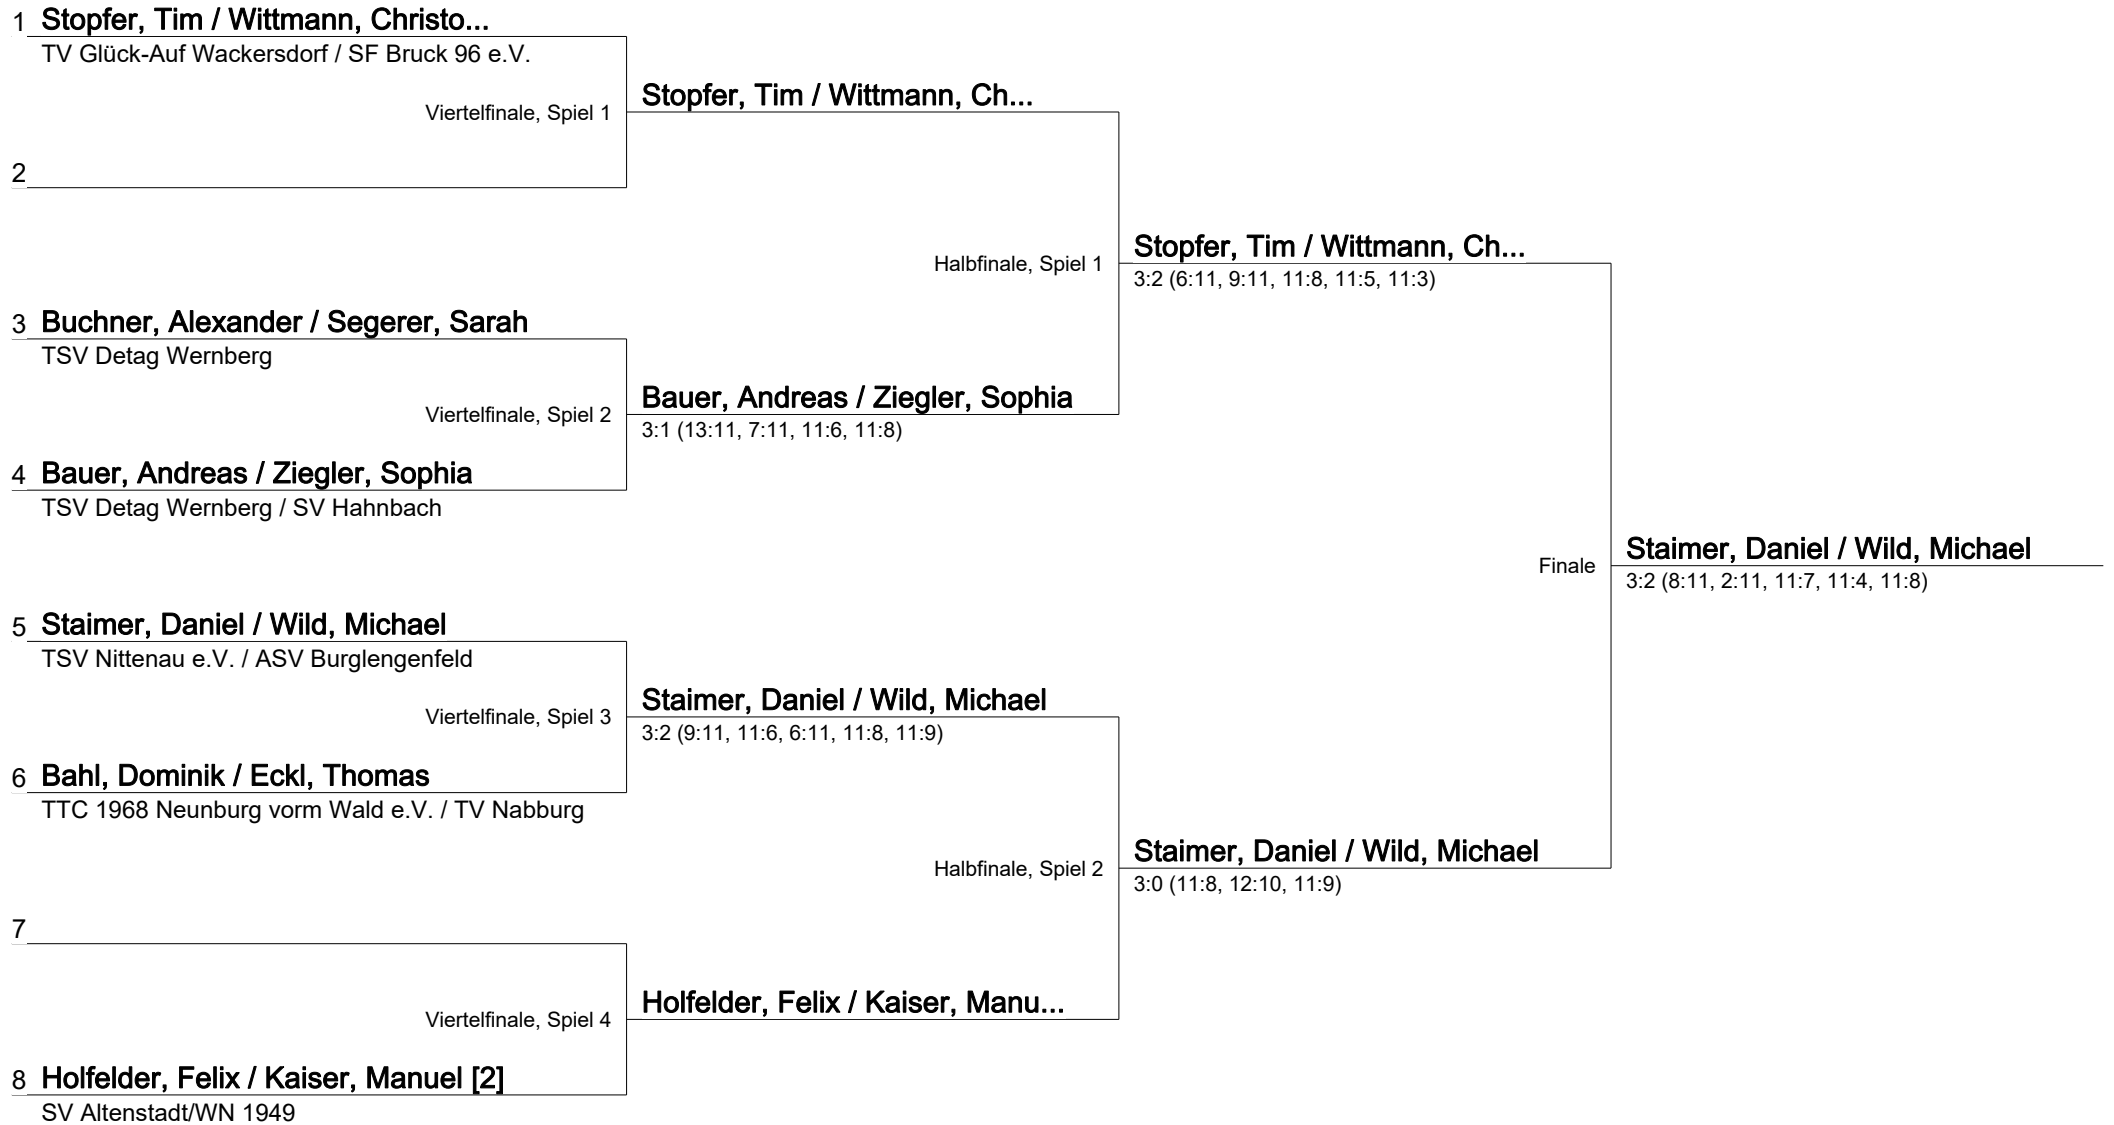 1 Stopfer, Tim / Wittmann, Christo...
TV Glück-Auf Wackersdorf / SF Bruck 96 e.V.
Viertelfinale, Spiel 1
Stopfer, Tim / Wittmann, Ch...
2
Halbfinale, Spiel 1
Stopfer, Tim / Wittmann, Ch...
3:2 (6:11, 9:11, 11:8, 11:5, 11:3)
3 Buchner, Alexander / Segerer, Sarah
TSV Detag Wernberg
Viertelfinale, Spiel 2
Bauer, Andreas / Ziegler, Sophia
3:1 (13:11, 7:11, 11:6, 11:8)
4 Bauer, Andreas / Ziegler, Sophia
TSV Detag Wernberg / SV Hahnbach
Finale
Staimer, Daniel / Wild, Michael
3:2 (8:11, 2:11, 11:7, 11:4, 11:8)
5 Staimer, Daniel / Wild, Michael
TSV Nittenau e.V. / ASV Burglengenfeld
Viertelfinale, Spiel 3
Staimer, Daniel / Wild, Michael
3:2 (9:11, 11:6, 6:11, 11:8, 11:9)
6 Bahl, Dominik / Eckl, Thomas
TTC 1968 Neunburg vorm Wald e.V. / TV Nabburg
Halbfinale, Spiel 2
Staimer, Daniel / Wild, Michael
3:0 (11:8, 12:10, 11:9)
7
Viertelfinale, Spiel 4
Holfelder, Felix / Kaiser, Manu...
8 Holfelder, Felix / Kaiser, Manuel [2]
SV Altenstadt/WN 1949